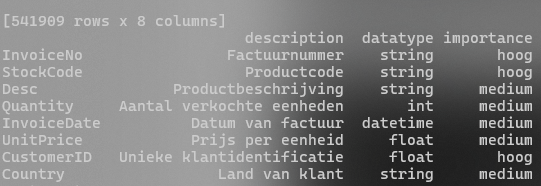 [541909 rows x 8 columns]
description datatype importance
InvoiceNo Factuurnummer string hoog
StockCode Productcode string hoog
Desc Productbeschrijving string medium
Quantity Aantal verkochte eenheden int medium
InvoiceDate Datum van factuur datetime medium
UnitPrice Prijs per eenheid float medium
CustomerID Unieke klantidentificatie float hoog
Country Land van klant string medium